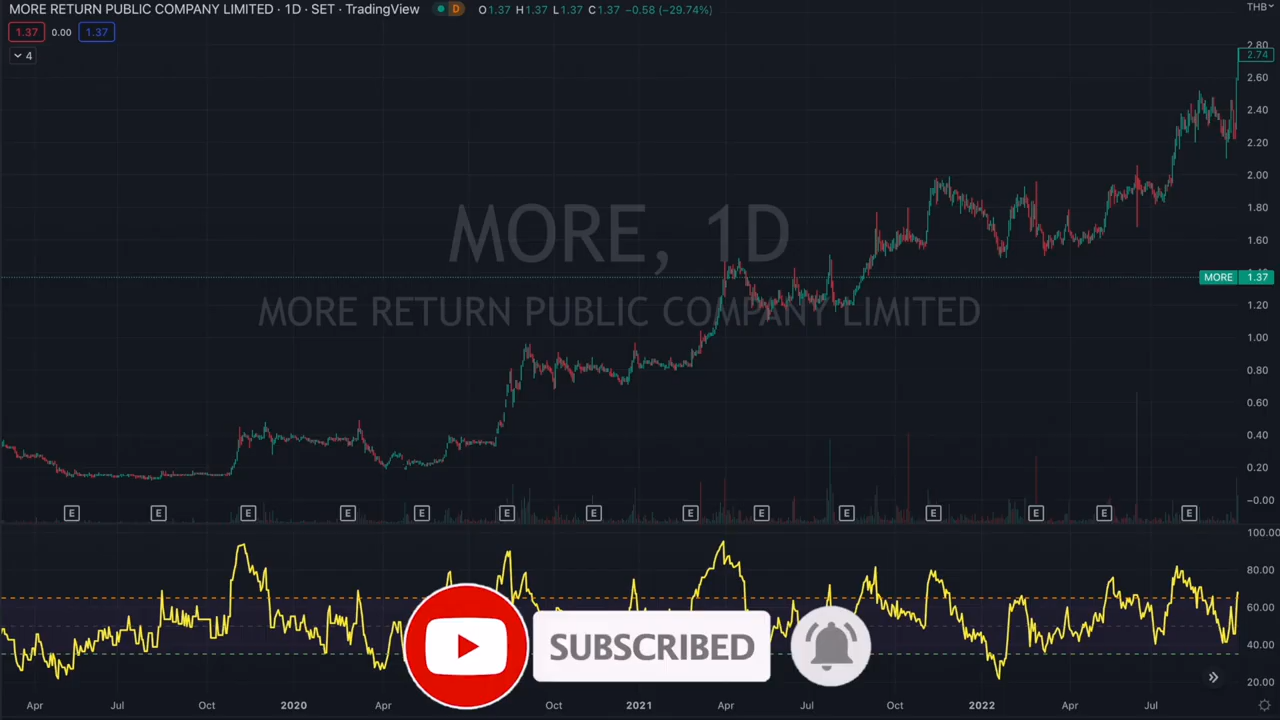 MORE RETURN PUBLIC COMPANY LIMITED · 1D · SET · TradingView D O1.37 H1.37 L1.37 C1.37 −0.58 (−29.74%) THB
1.37 0.00 1.37
4
2.80
2.74
2.60
2.40
2.20
2.00
1.80
MORE, 1D
1.60
MORE 1.37
MORE RETURN PUBLIC COMPANY LIMITED
1.20
1.00
0.80
0.60
0.40
0.20
−0.00
E E E E E E E E E E E E E E
100.00
80.00
60.00
SUBSCRIBED
40.00
20.00
Apr Jul Oct 2020 Apr Oct 2021 Apr Jul Oct 2022 Apr Jul